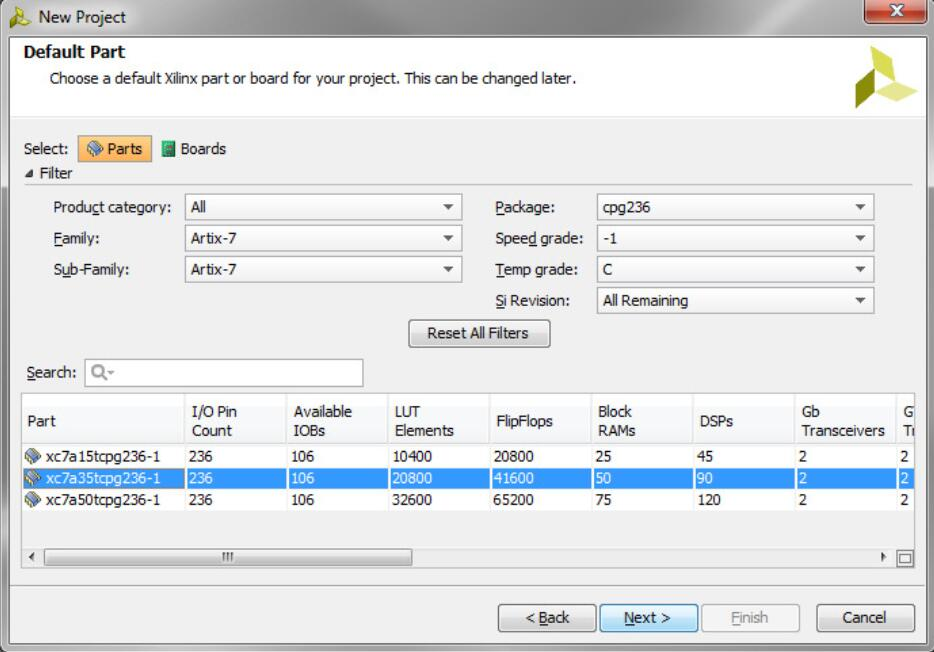 New Project
Default Part
Choose a default Xilinx part or board for your project. This can be changed later.
Select: Parts Boards
Filter
Product category: All Package: cpg236
Family: Artix-7 Speed grade: -1
Sub-Family: Artix-7 Temp grade: C
Si Revision: All Remaining
Reset All Filters
Search:
Part I/O Pin Count Available IOBs LUT Elements FlipFlops Block RAMs DSPs Gb Transceivers
xc7a15tcpg236-1 236 106 10400 20800 25 45 2 2
xc7a35tcpg236-1 236 106 20800 41600 50 90 2 2
xc7a50tcpg236-1 236 106 32600 65200 75 120 2 2
< Back Next > Finish Cancel